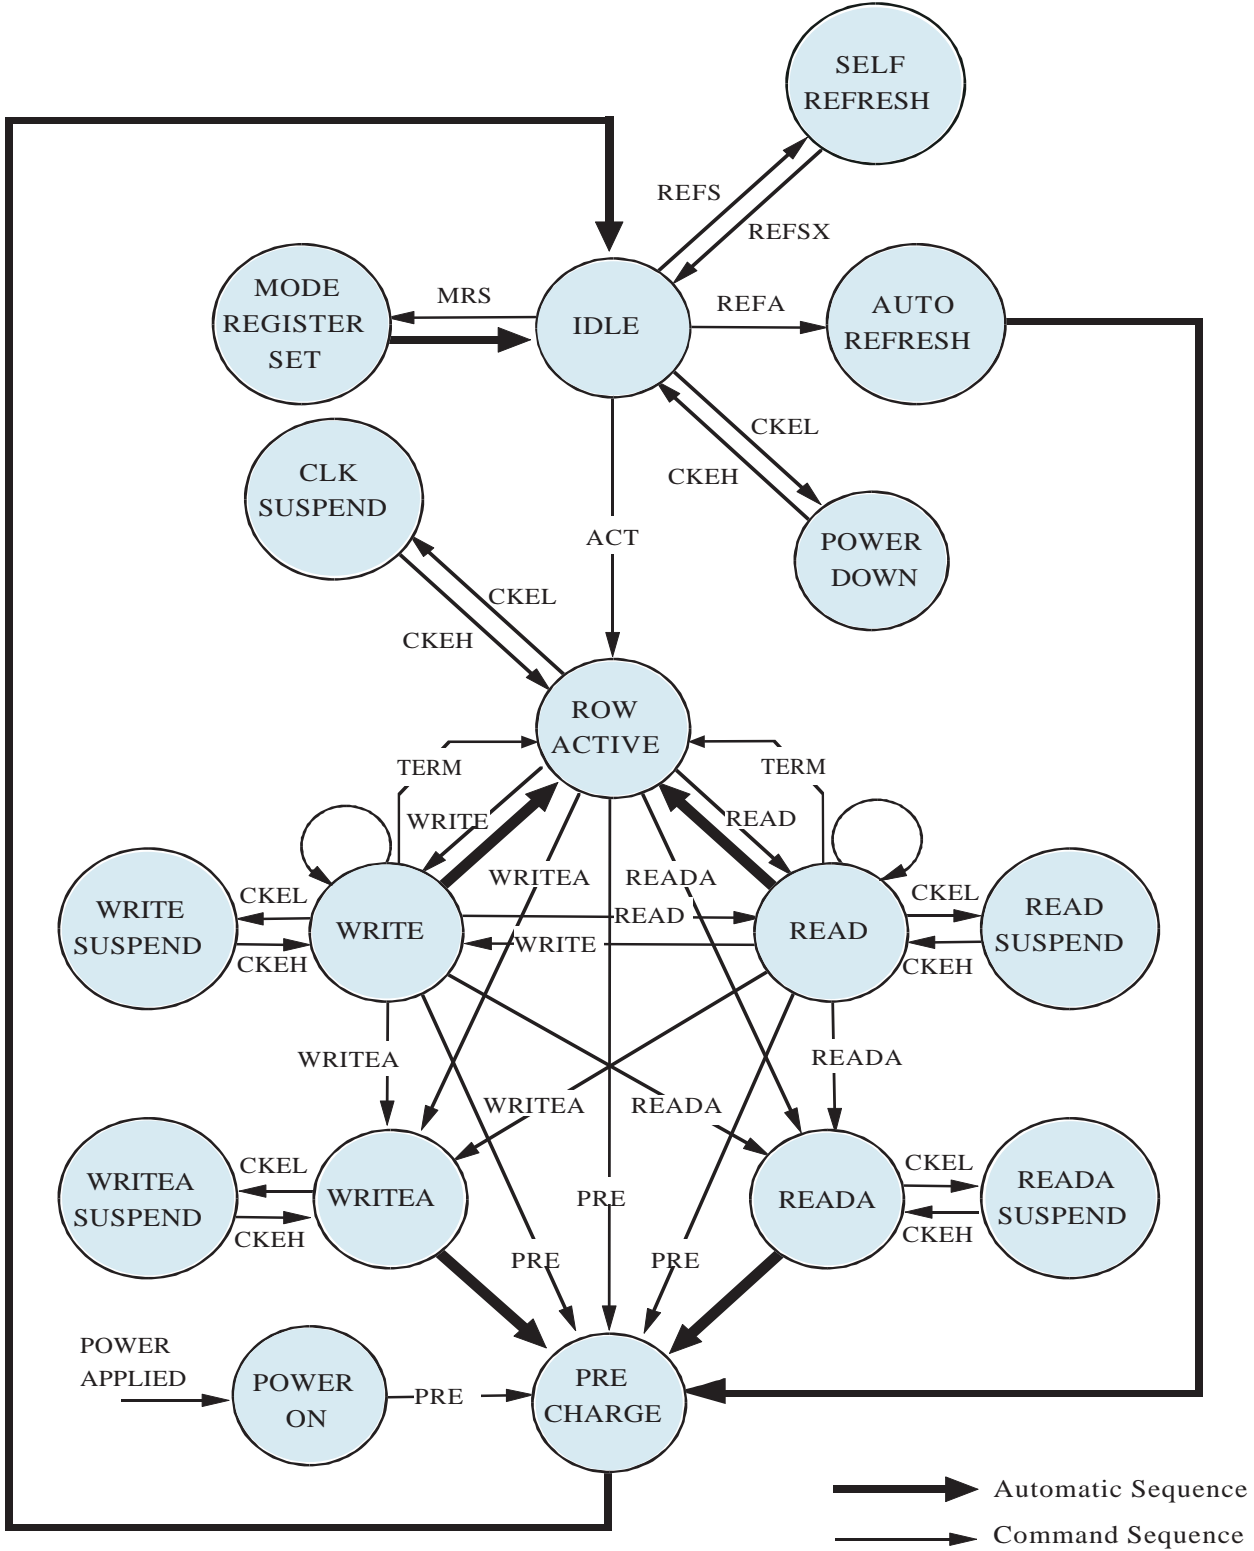 SELF
REFRESH
REFS
REFSX
MODE
REGISTER
SET
MRS
IDLE
REFA
AUTO
REFRESH
CKEL
CKEH
CLK
SUSPEND
POWER
DOWN
ACT
CKEL
CKEH
ROW
ACTIVE
TERM
TERM
WRITE
READ
WRITEA
READA
WRITE
SUSPEND
CKEL
CKEH
WRITE
READ
WRITE
READ
CKEL
CKEH
READ
SUSPEND
WRITEA
READA
WRITEA
READA
WRITEA
SUSPEND
CKEL
CKEH
WRITEA
PRE
READA
CKEL
CKEH
READA
SUSPEND
PRE
PRE
POWER
APPLIED
POWER
ON
PRE
PRE
CHARGE
Automatic Sequence
Command Sequence